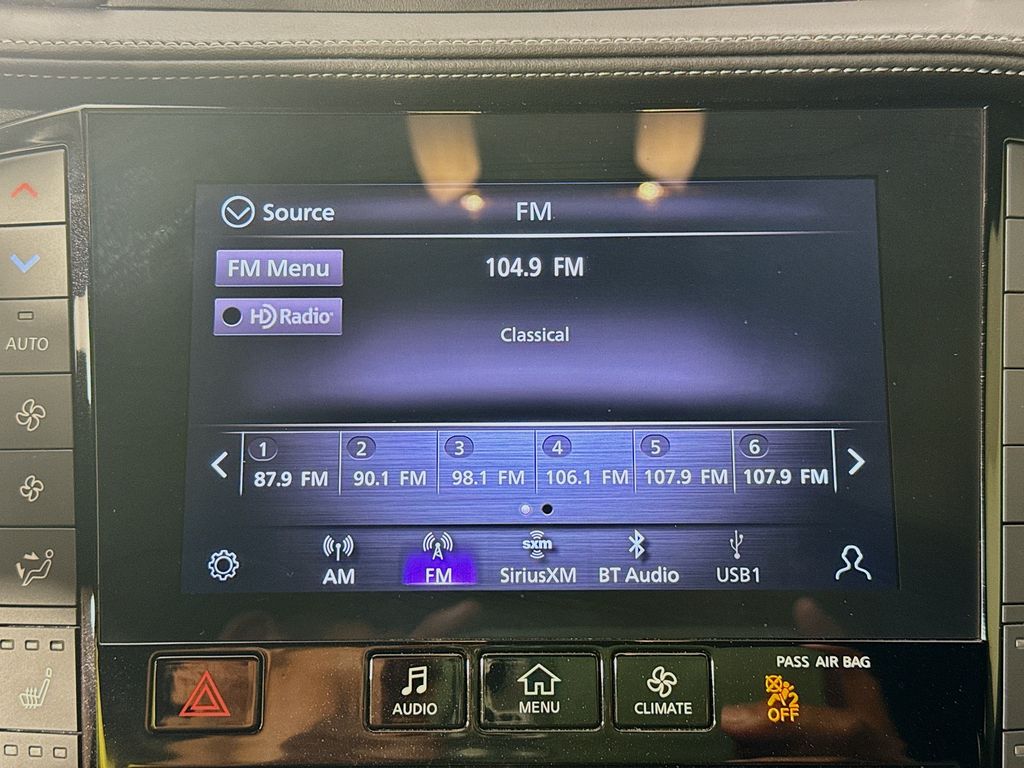 Source
FM
FM Menu
104.9 FM
HD Radio
AUTO
Classical
1 2 3 4 5 6
87.9 FM 90.1 FM 98.1 FM 106.1 FM 107.9 FM 107.9 FM
sxm
AM FM SiriusXM BT Audio USB1
PASS AIR BAG
AUDIO MENU CLIMATE
2
OFF